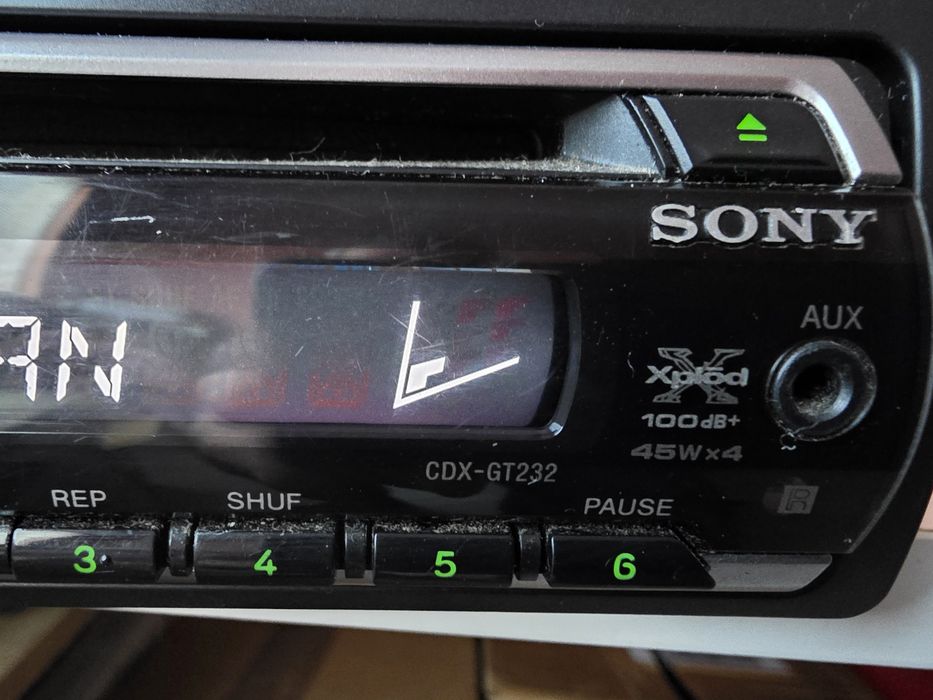 SONY
AUX
AN
Xplod
100dB+
45W×4
CDX-GT232
REP SHUF PAUSE
3 4 5 6